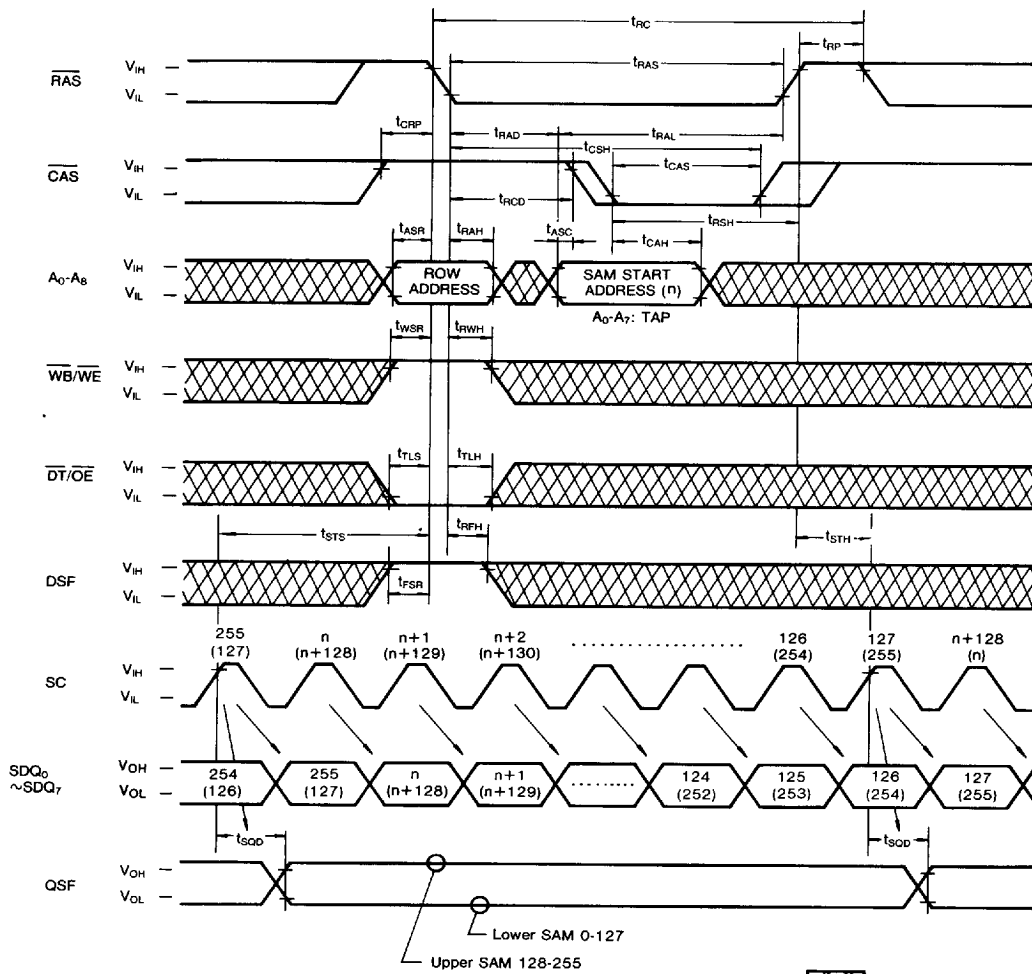 tRC
tRP
RAS
VIH
VIL
tRAS
tCRP
tRAD
tRAL
tCSH
CAS
VIH
VIL
tCAS
tRCD
tRSH
tASR
tRAH
tASC
tCAH
A0-A8
VIH
VIL
ROW
ADDRESS
SAM START
ADDRESS (n)
A0-A7: TAP
tWSR
tRWH
WB/WE
VIH
VIL
tTLS
tTLH
DT/OE
VIH
VIL
tSTS
tRFH
tSTH
DSF
VIH
VIL
tFSR
255 n n+1 n+2 126 127 n+128
(127) (n+128) (n+129) (n+130) (254) (255) (n)
SC
VIH
VIL
SDQ0
~SDQ7
VOH
VOL
254 255 n n+1 124 125 126 127
(126) (127) (n+128) (n+129) (252) (253) (254) (255)
tSQD
tSQD
QSF
VOH
VOL
Lower SAM 0-127
Upper SAM 128-255